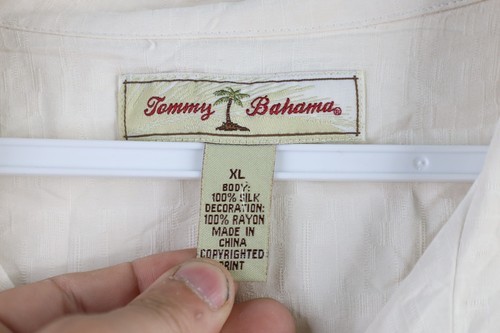 Tommy Bahama®
XL
BODY:
100% SILK
DECORATION:
100% RAYON
MADE IN
CHINA
COPYRIGHTED
PRINT